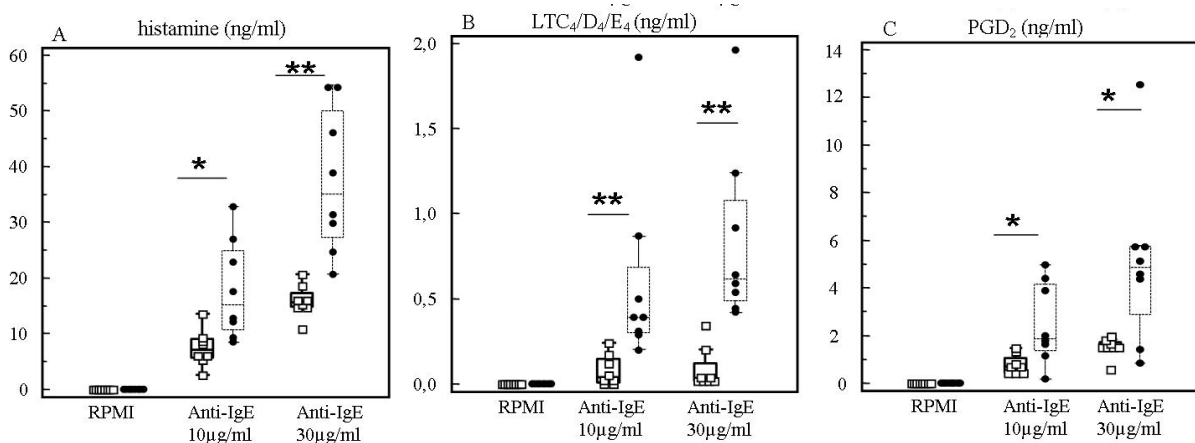 A
histamine (ng/ml)
60
50
40
30
20
10
0
*
**
RPMI
Anti-IgE
10µg/ml
Anti-IgE
30µg/ml
B
LTC₄/D₄/E₄ (ng/ml)
2,0
1,5
1,0
0,5
0,0
**
**
RPMI
Anti-IgE
10µg/ml
Anti-IgE
30µg/ml
C
PGD₂ (ng/ml)
14
12
10
8
6
4
2
0
*
*
RPMI
Anti-IgE
10µg/ml
Anti-IgE
30µg/ml